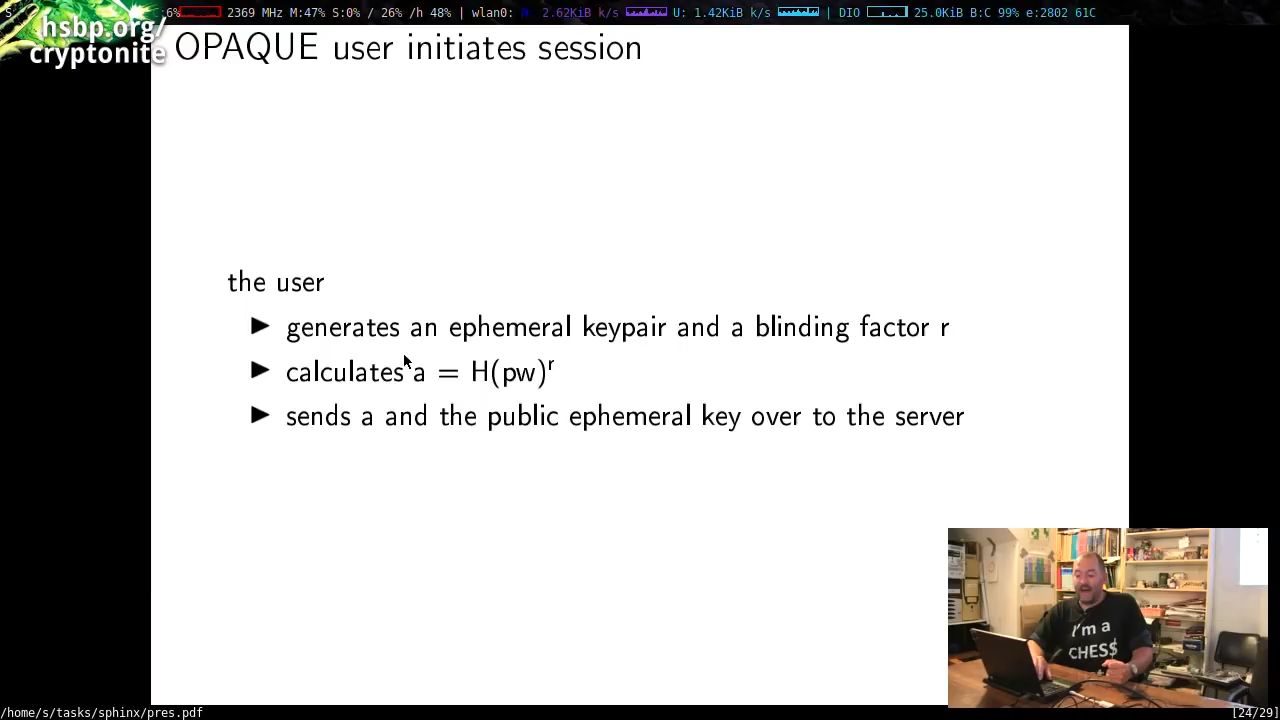 6% 2369 MHz M:47% S:0% / 26% /h 48% | wlan0: D: 2.62KiB k/s U: 1.42KiB k/s | DIO 25.0KiB B:C 99% e:2802 61C
hsbp.org/
cryptonite
OPAQUE user initiates session
the user
▶ generates an ephemeral keypair and a blinding factor r
▶ calculates a = H(pw)^r
▶ sends a and the public ephemeral key over to the server
I'm a
CHES$
/home/s/tasks/sphinx/pres.pdf
[24/29]